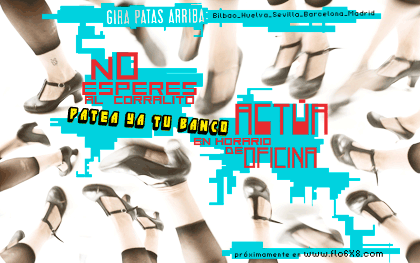 GIRA PATAS ARRIBA: Bilbao_Huelva_Sevilla_Barcelona_Madrid
NO
ESPERES
AL CORRALITO
PATEA YA TU BANCO
ACTÚA
EN HORARIO
DE OFICINA
próximamente en www.flo6X8.com